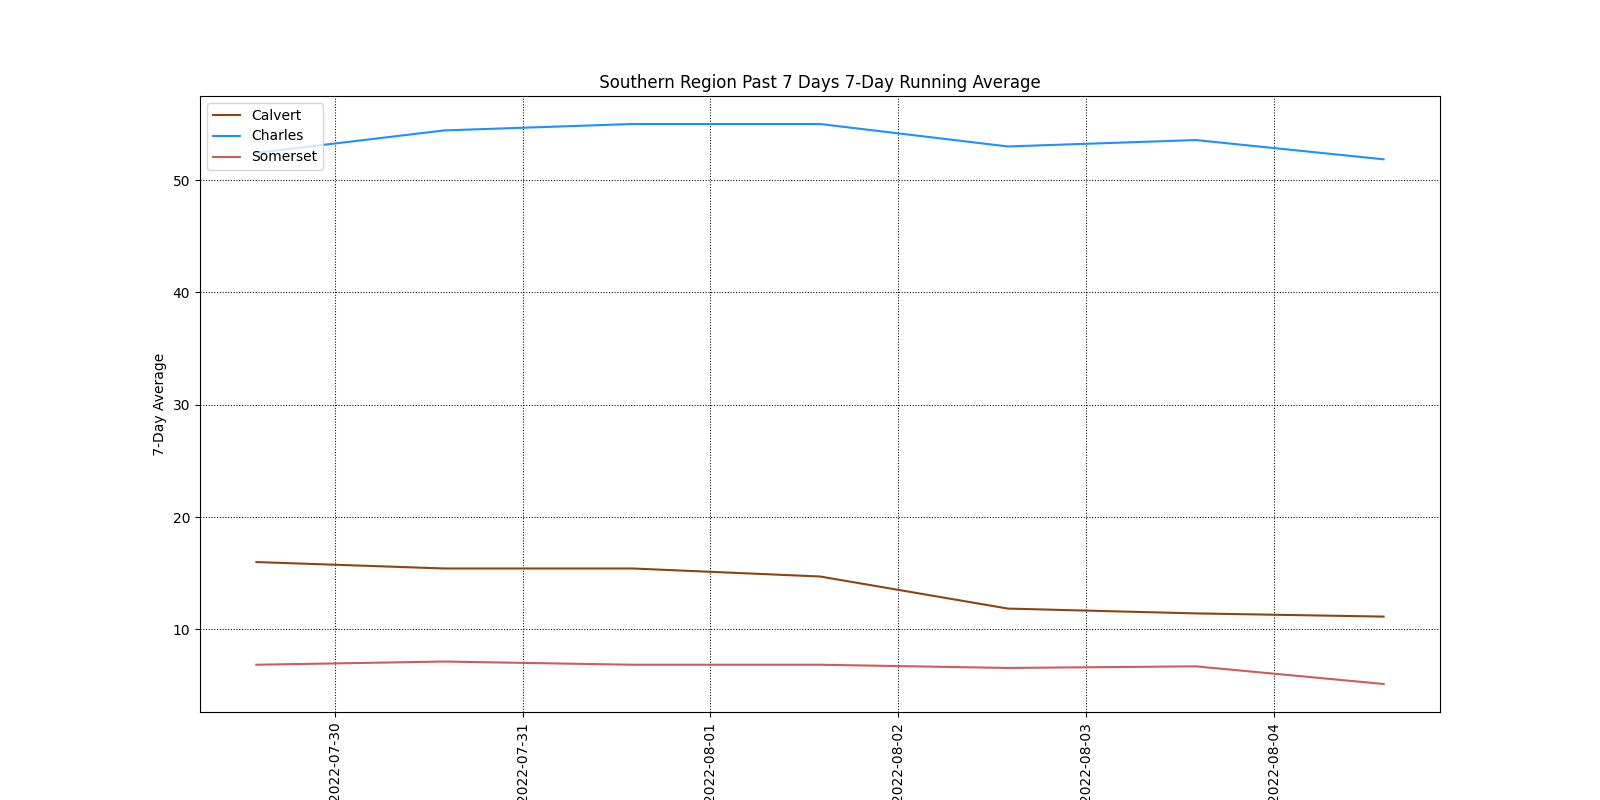 Southern Region Past 7 Days 7-Day Running Average
Calvert
Charles
Somerset
50
40
30
20
10
7-Day Average
2022-07-30
2022-07-31
2022-08-01
2022-08-02
2022-08-03
2022-08-04